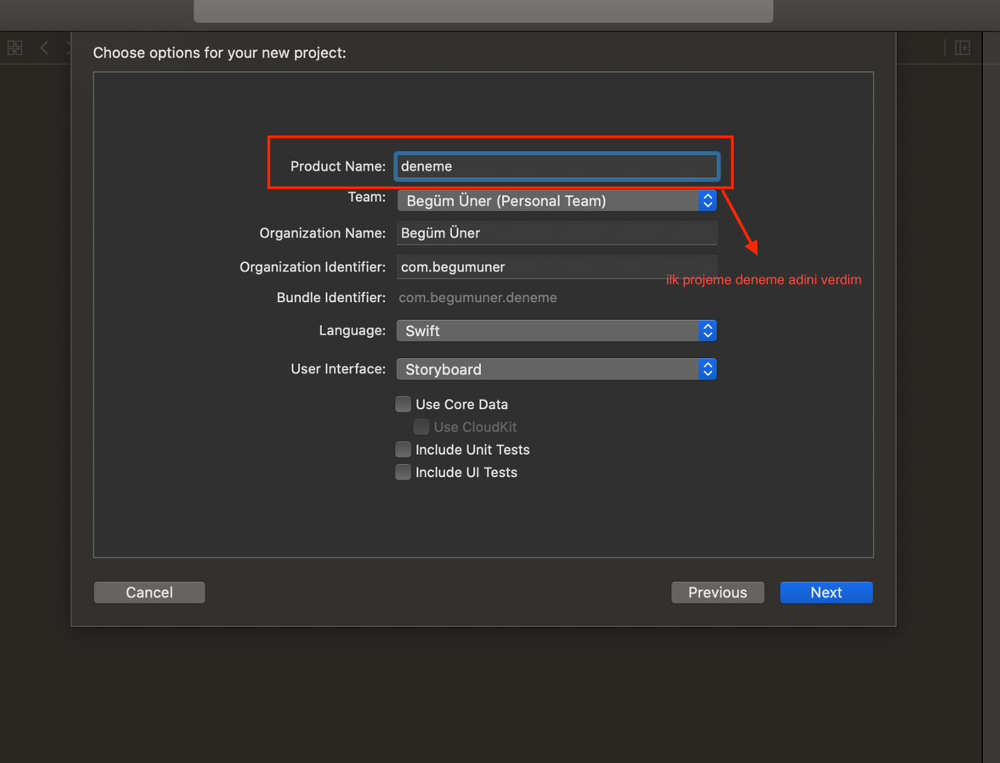 Choose options for your new project:
Product Name: deneme
Team: Begüm Üner (Personal Team)
Organization Name: Begüm Üner
Organization Identifier: com.begumuner
ilk projeme deneme adini verdim
Bundle Identifier: com.begumuner.deneme
Language: Swift
User Interface: Storyboard
Use Core Data
Use CloudKit
Include Unit Tests
Include UI Tests
Cancel Previous Next